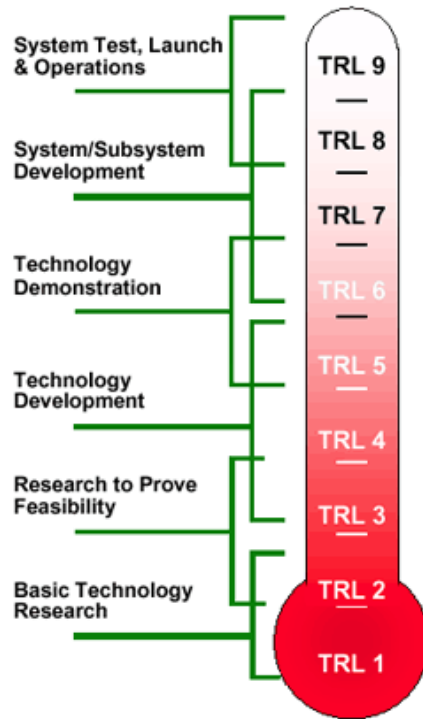 System Test, Launch
& Operations
System/Subsystem
Development
Technology
Demonstration
Technology
Development
Research to Prove
Feasibility
Basic Technology
Research
TRL 9
TRL 8
TRL 7
TRL 6
TRL 5
TRL 4
TRL 3
TRL 2
TRL 1